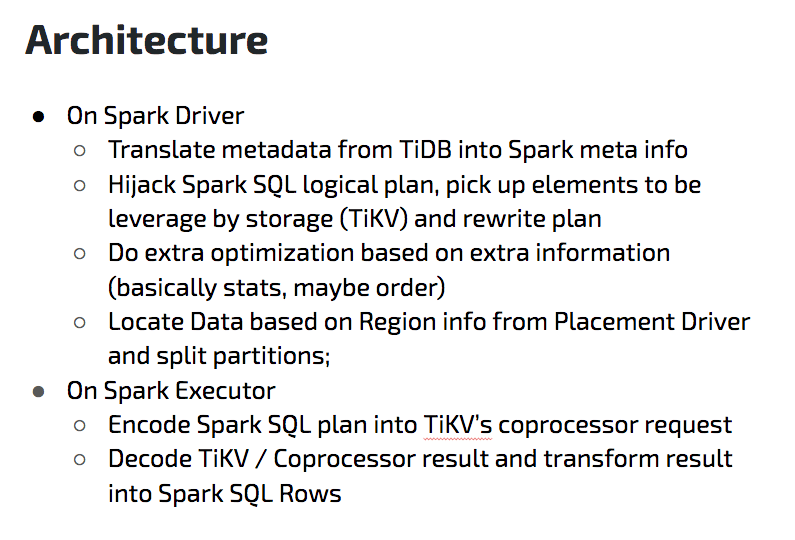 Architecture
● On Spark Driver
○ Translate metadata from TiDB into Spark meta info
○ Hijack Spark SQL logical plan, pick up elements to be
leverage by storage (TiKV) and rewrite plan
○ Do extra optimization based on extra information
(basically stats, maybe order)
○ Locate Data based on Region info from Placement Driver
and split partitions;
● On Spark Executor
○ Encode Spark SQL plan into TiKV's coprocessor request
○ Decode TiKV / Coprocessor result and transform result
into Spark SQL Rows